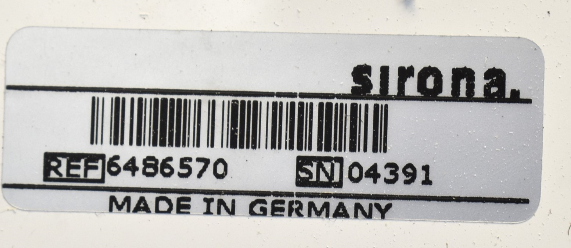 sirona.
REF 6486570 SN 04391
MADE IN GERMANY